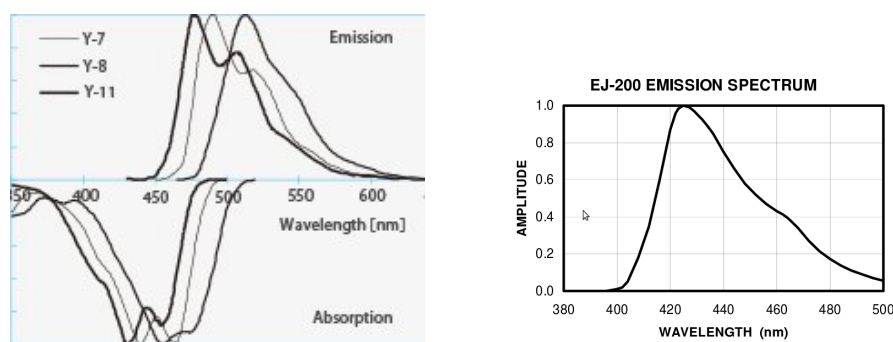 Y-7
Y-8
Y-11
Emission
350 400 450 500 550 600
Wavelength [nm]
Absorption
EJ-200 EMISSION SPECTRUM
AMPLITUDE
1.0
0.8
0.6
0.4
0.2
0.0
380 400 420 440 460 480 500
WAVELENGTH (nm)